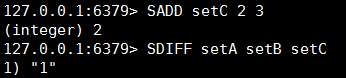 127.0.0.1:6379> SADD setC 2 3
(integer) 2
127.0.0.1:6379> SDIFF setA setB setC
1) "1"